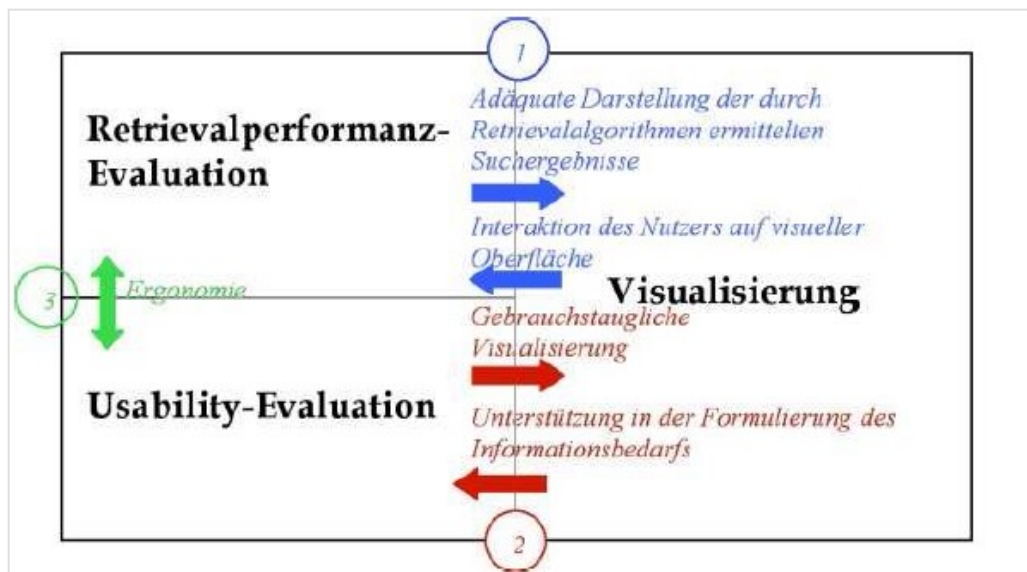 1
Adäquate Darstellung der durch
Retrievalalgorithmen ermittelten
Suchergebnisse
Retrievalperformanz-
Evaluation
Interaktion des Nutzers auf visueller
Oberfläche
Visualisierung
3
Ergonomie
Gebrauchstaugliche
Visualisierung
Usability-Evaluation
Unterstützung in der Formulierung des
Informationsbedarfs
2